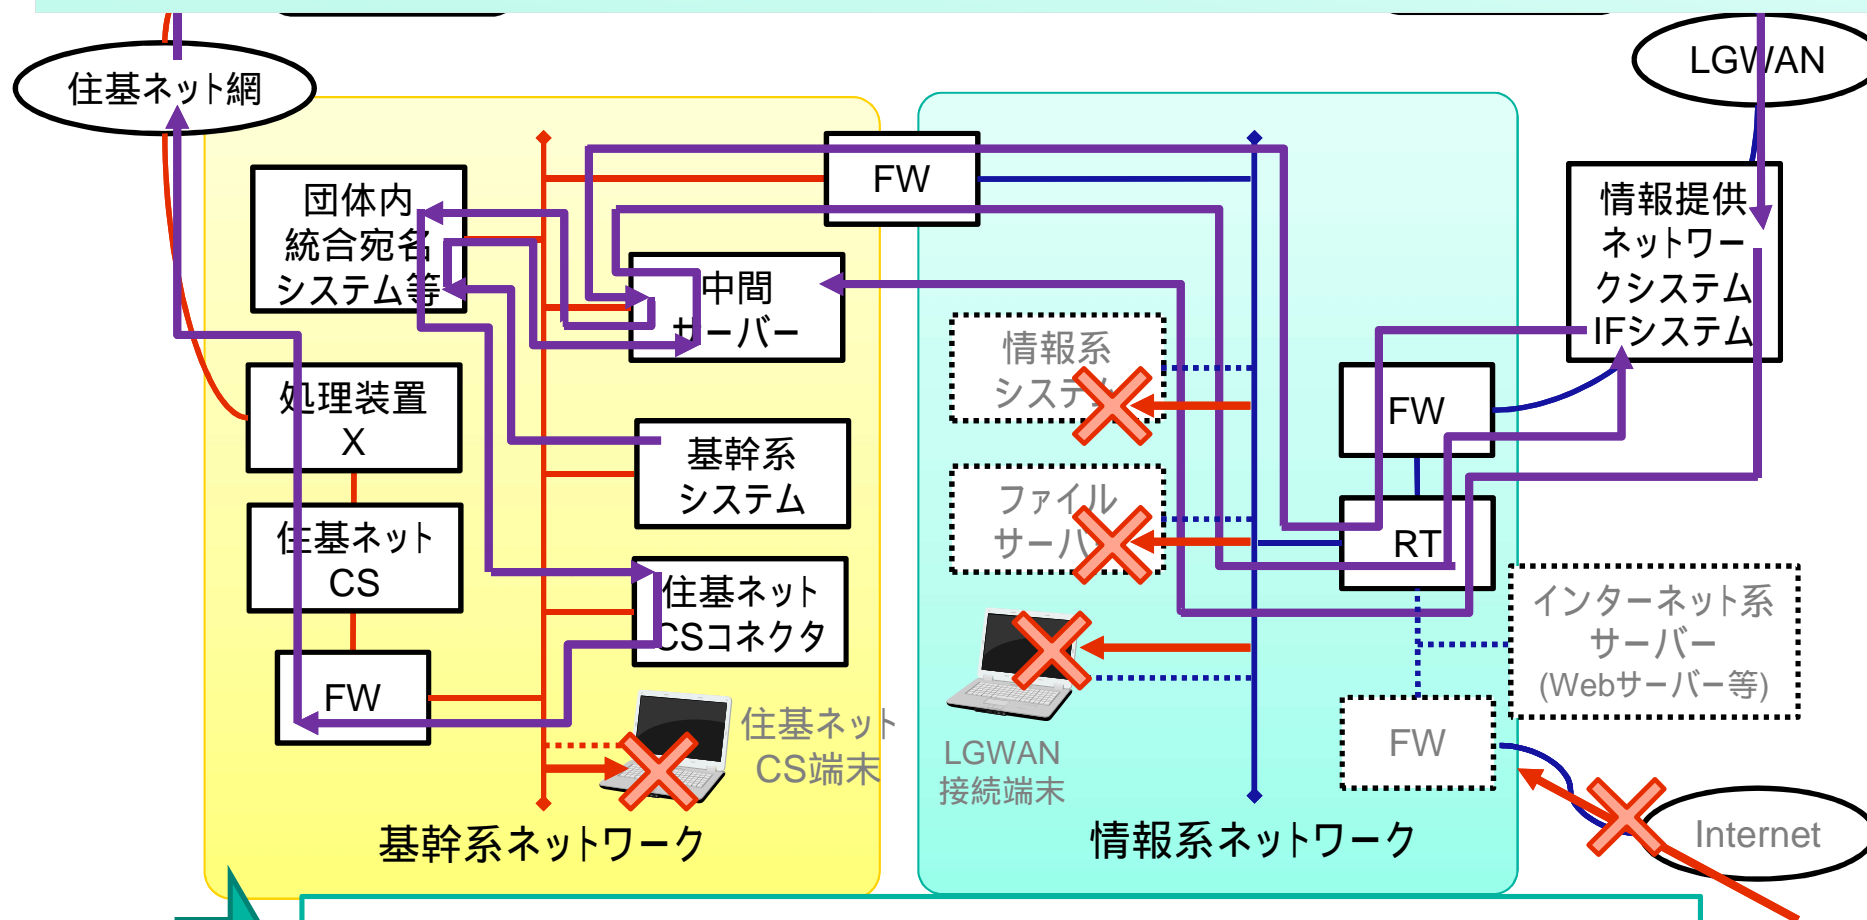 住基ネット網
LGWAN
団体内
統合宛名
システム等
FW
中間
サーバー
情報提供
ネットワー
クシステム
IFシステム
処理装置
X
基幹系
システム
情報系
システム
FW
住基ネット
CS
ファイル
サーバ
RT
住基ネット
CSコネクタ
インターネット系
サーバー
(Webサーバー等)
FW
住基ネット
CS端末
LGWAN
接続端末
FW
Internet
基幹系ネットワーク
情報系ネットワーク